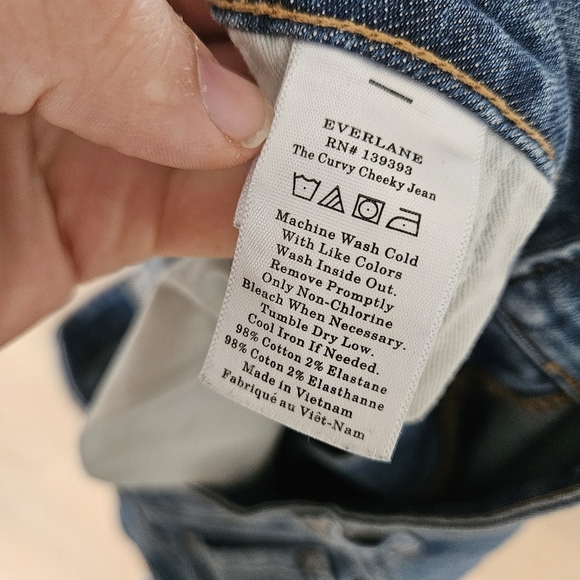 EVERLANE
RN# 139393
The Curvy Cheeky Jean
Machine Wash Cold
With Like Colors
Wash Inside Out.
Remove Promptly
Only Non-Chlorine
Bleach When Necessary.
Tumble Dry Low.
Cool Iron If Needed.
98% Cotton 2% Elastane
98% Coton 2% Elasthanne
Made in Vietnam
Fabriqué au Viêt-Nam